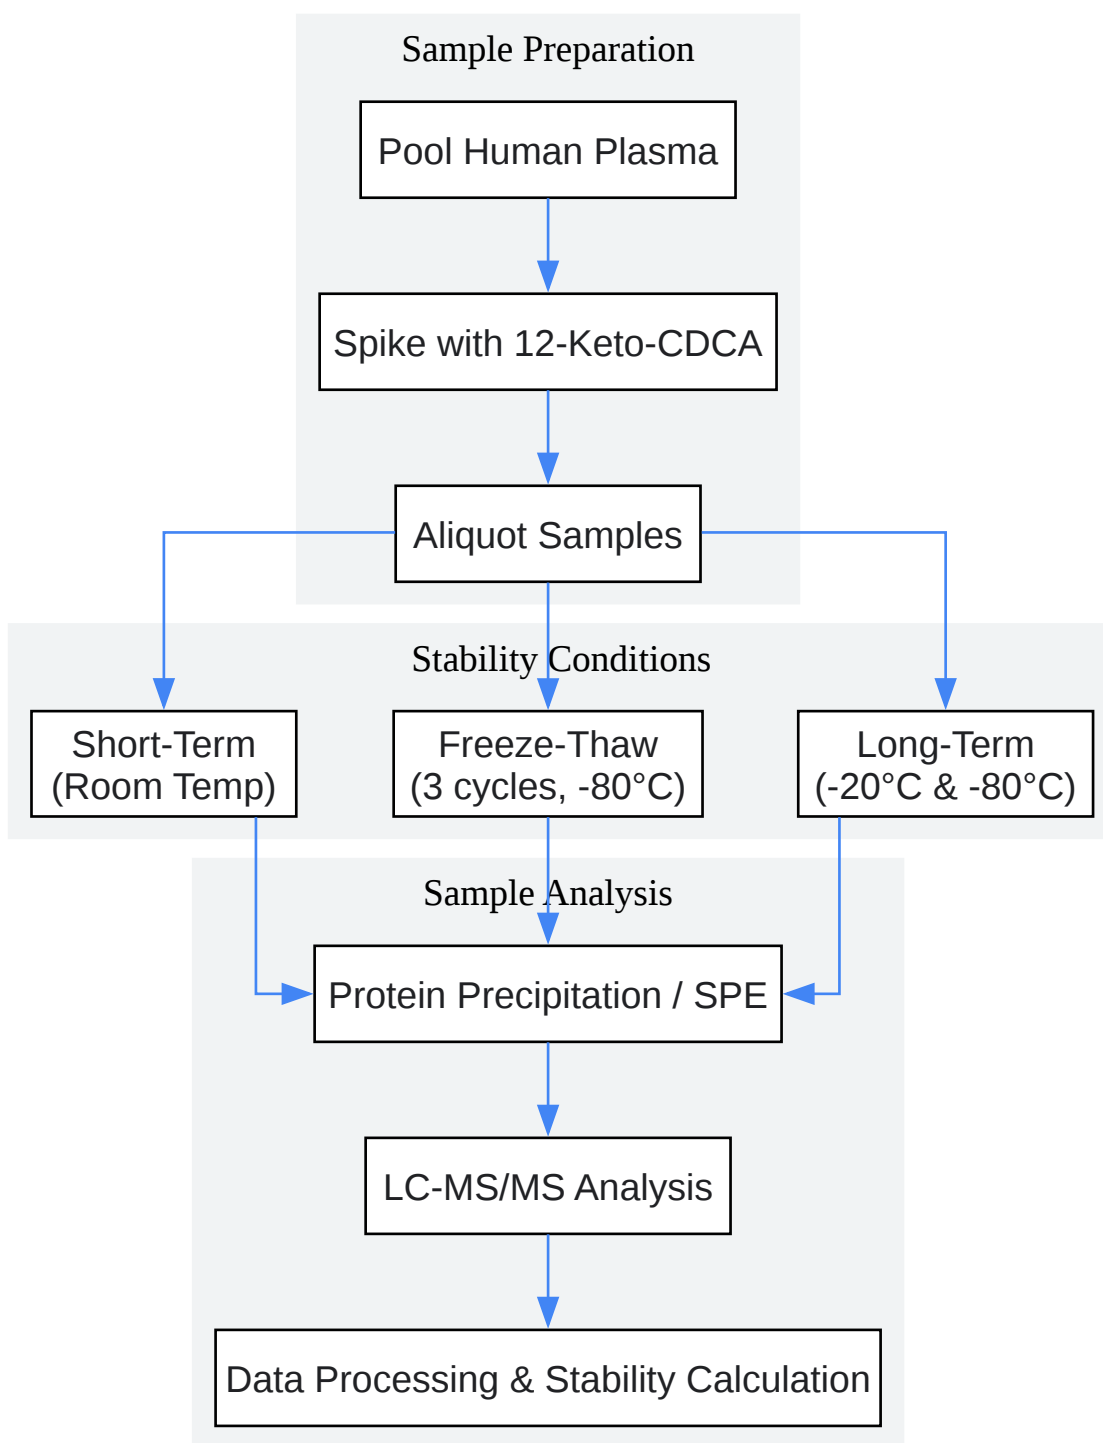 Sample Preparation
Pool Human Plasma
Spike with 12-Keto-CDCA
Aliquot Samples
Stability Conditions
Short-Term
(Room Temp)
Freeze-Thaw
(3 cycles, -80°C)
Long-Term
(-20°C & -80°C)
Sample Analysis
Protein Precipitation / SPE
LC-MS/MS Analysis
Data Processing & Stability Calculation